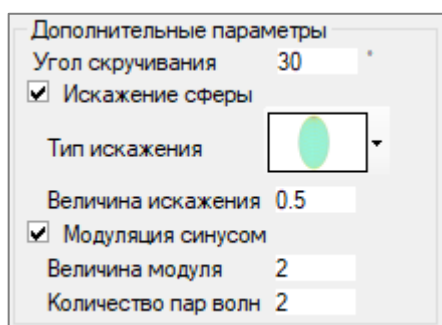 Дополнительные параметры
Угол скручивания 30 °
Искажение сферы
Тип искажения
Величина искажения 0.5
Модуляция синусом
Величина модуля 2
Количество пар волн 2